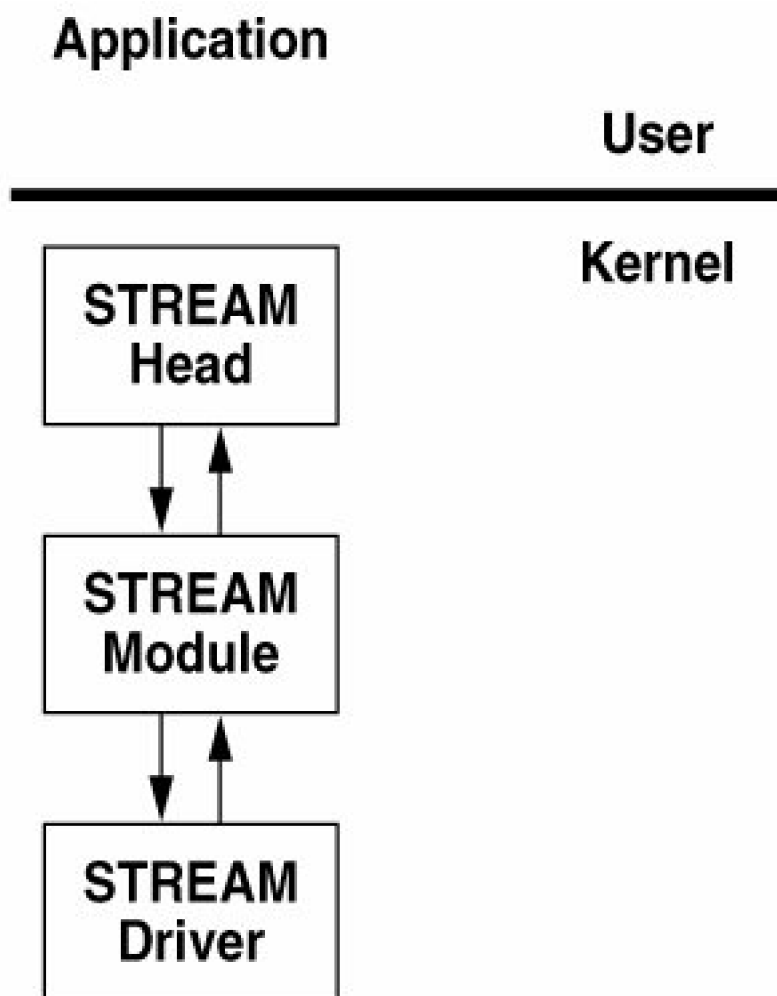 Application
User
Kernel
STREAM
Head
STREAM
Module
STREAM
Driver